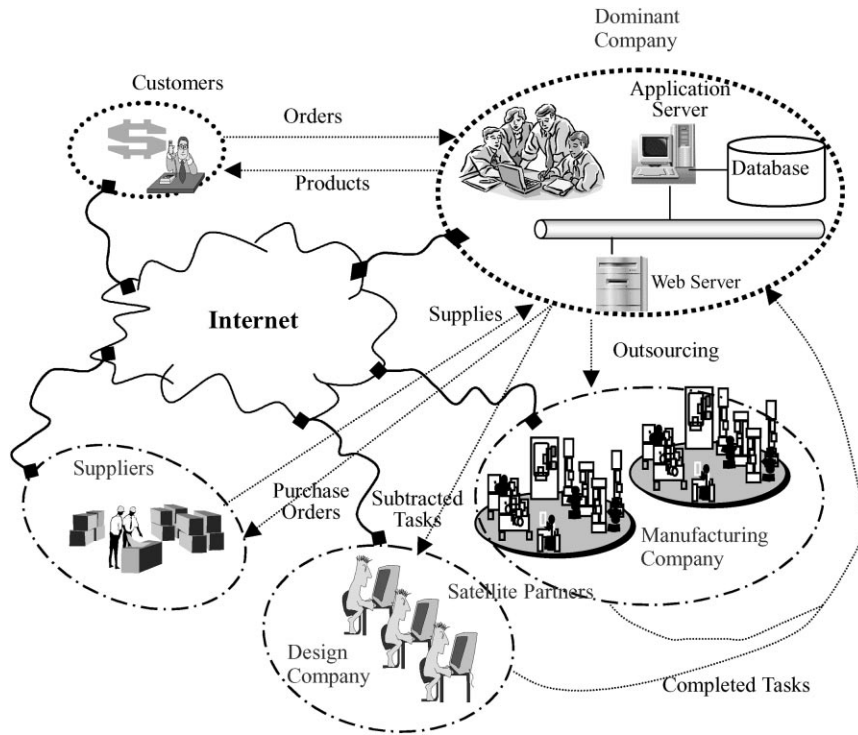 Dominant
Company
Customers
Application
Server
Orders
Database
Products
Web Server
Internet
Supplies
Outsourcing
Suppliers
Purchase
Orders
Subtracted
Tasks
Manufacturing
Company
Satellite Partners
Design
Company
Completed Tasks